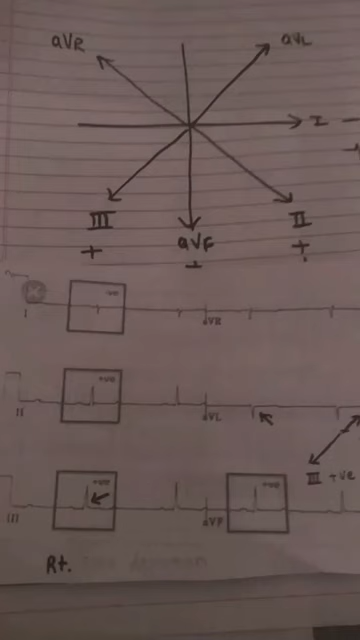 aVR aVL
I
III II
+ aVF +
+
-ve
I aVR
+ve
II aVL
III +ve
+ve +ve
III aVF
Rt.